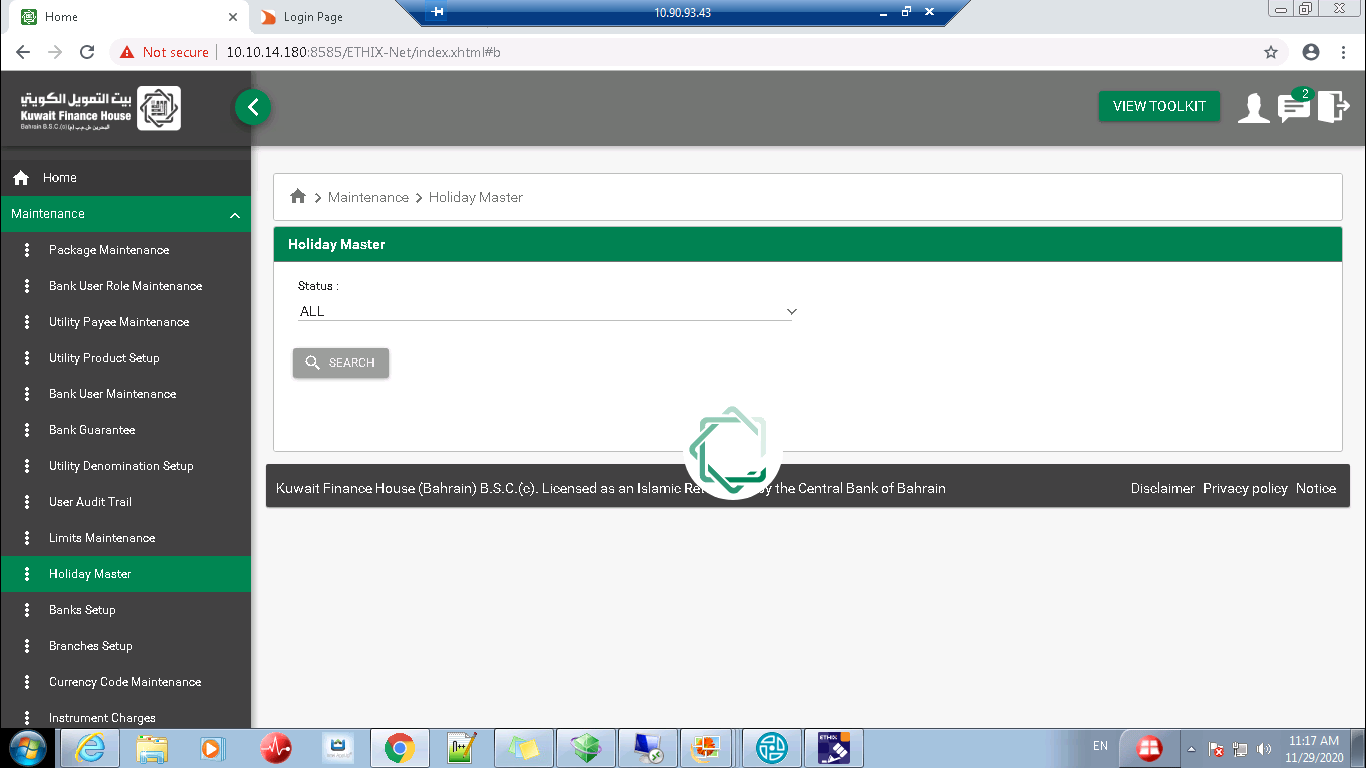 Home
Login Page
10.90.93.43
Not secure
10.10.14.180:8585/ETHIX-Net/index.xhtml#b
بيت التمويل الكويتي
Kuwait Finance House
Bahrain B.S.C.(c) البحرين ش.م.ب (م)
VIEW TOOLKIT
2
Home
Maintenance
Package Maintenance
Bank User Role Maintenance
Utility Payee Maintenance
Utility Product Setup
Bank User Maintenance
Bank Guarantee
Utility Denomination Setup
User Audit Trail
Limits Maintenance
Holiday Master
Banks Setup
Branches Setup
Currency Code Maintenance
Instrument Charges
Maintenance
Holiday Master
Holiday Master
Status :
ALL
SEARCH
Kuwait Finance House (Bahrain) B.S.C.(c). Licensed as an Islamic Re by the Central Bank of Bahrain
Disclaimer Privacy policy Notice
ETHIX
EN
11:17 AM
11/29/2020